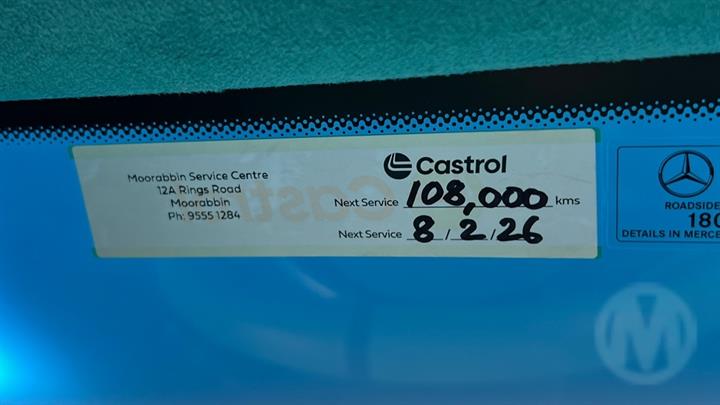 Moorabbin Service Centre
12A Rings Road
Moorabbin
Ph: 9555 1284
Castrol
Next Service 108,000 kms
Next Service 8/2/26
ROADSIDE
180
DETAILS IN MERCE
M